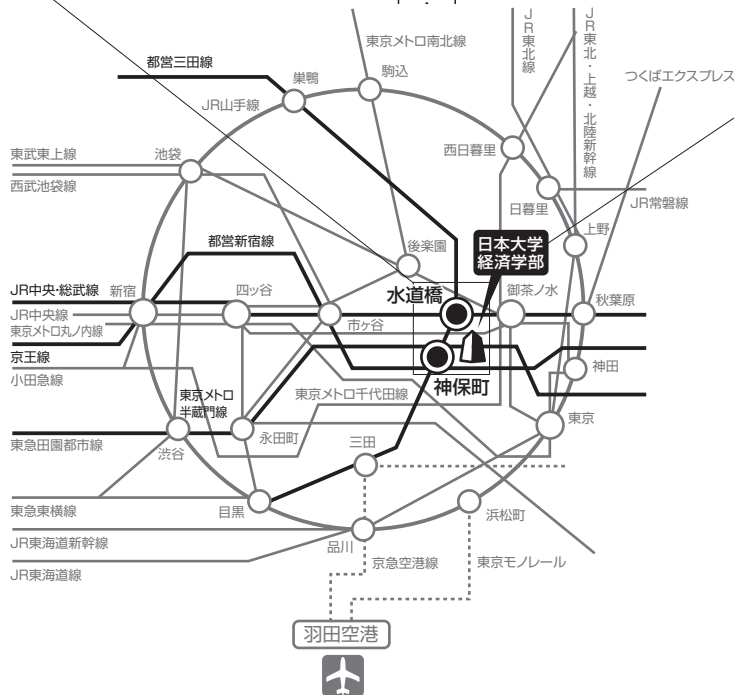 東京メトロ南北線
JR東北線
JR東北・上越・北陸新幹線
都営三田線
巣鴨
駒込
つくばエクスプレス
JR山手線
東武東上線
池袋
西日暮里
西武池袋線
日暮里
JR常磐線
都営新宿線
後楽園
日本大学
経済学部
上野
JR中央・総武線
新宿
四ッ谷
水道橋
御茶ノ水
秋葉原
JR中央線
東京メトロ丸ノ内線
市ヶ谷
京王線
小田急線
神保町
神田
東京メトロ
半蔵門線
東京メトロ千代田線
東急田園都市線
渋谷
永田町
三田
東京
東急東横線
目黒
浜松町
JR東海道新幹線
品川
京急空港線
東京モノレール
JR東海道線
羽田空港